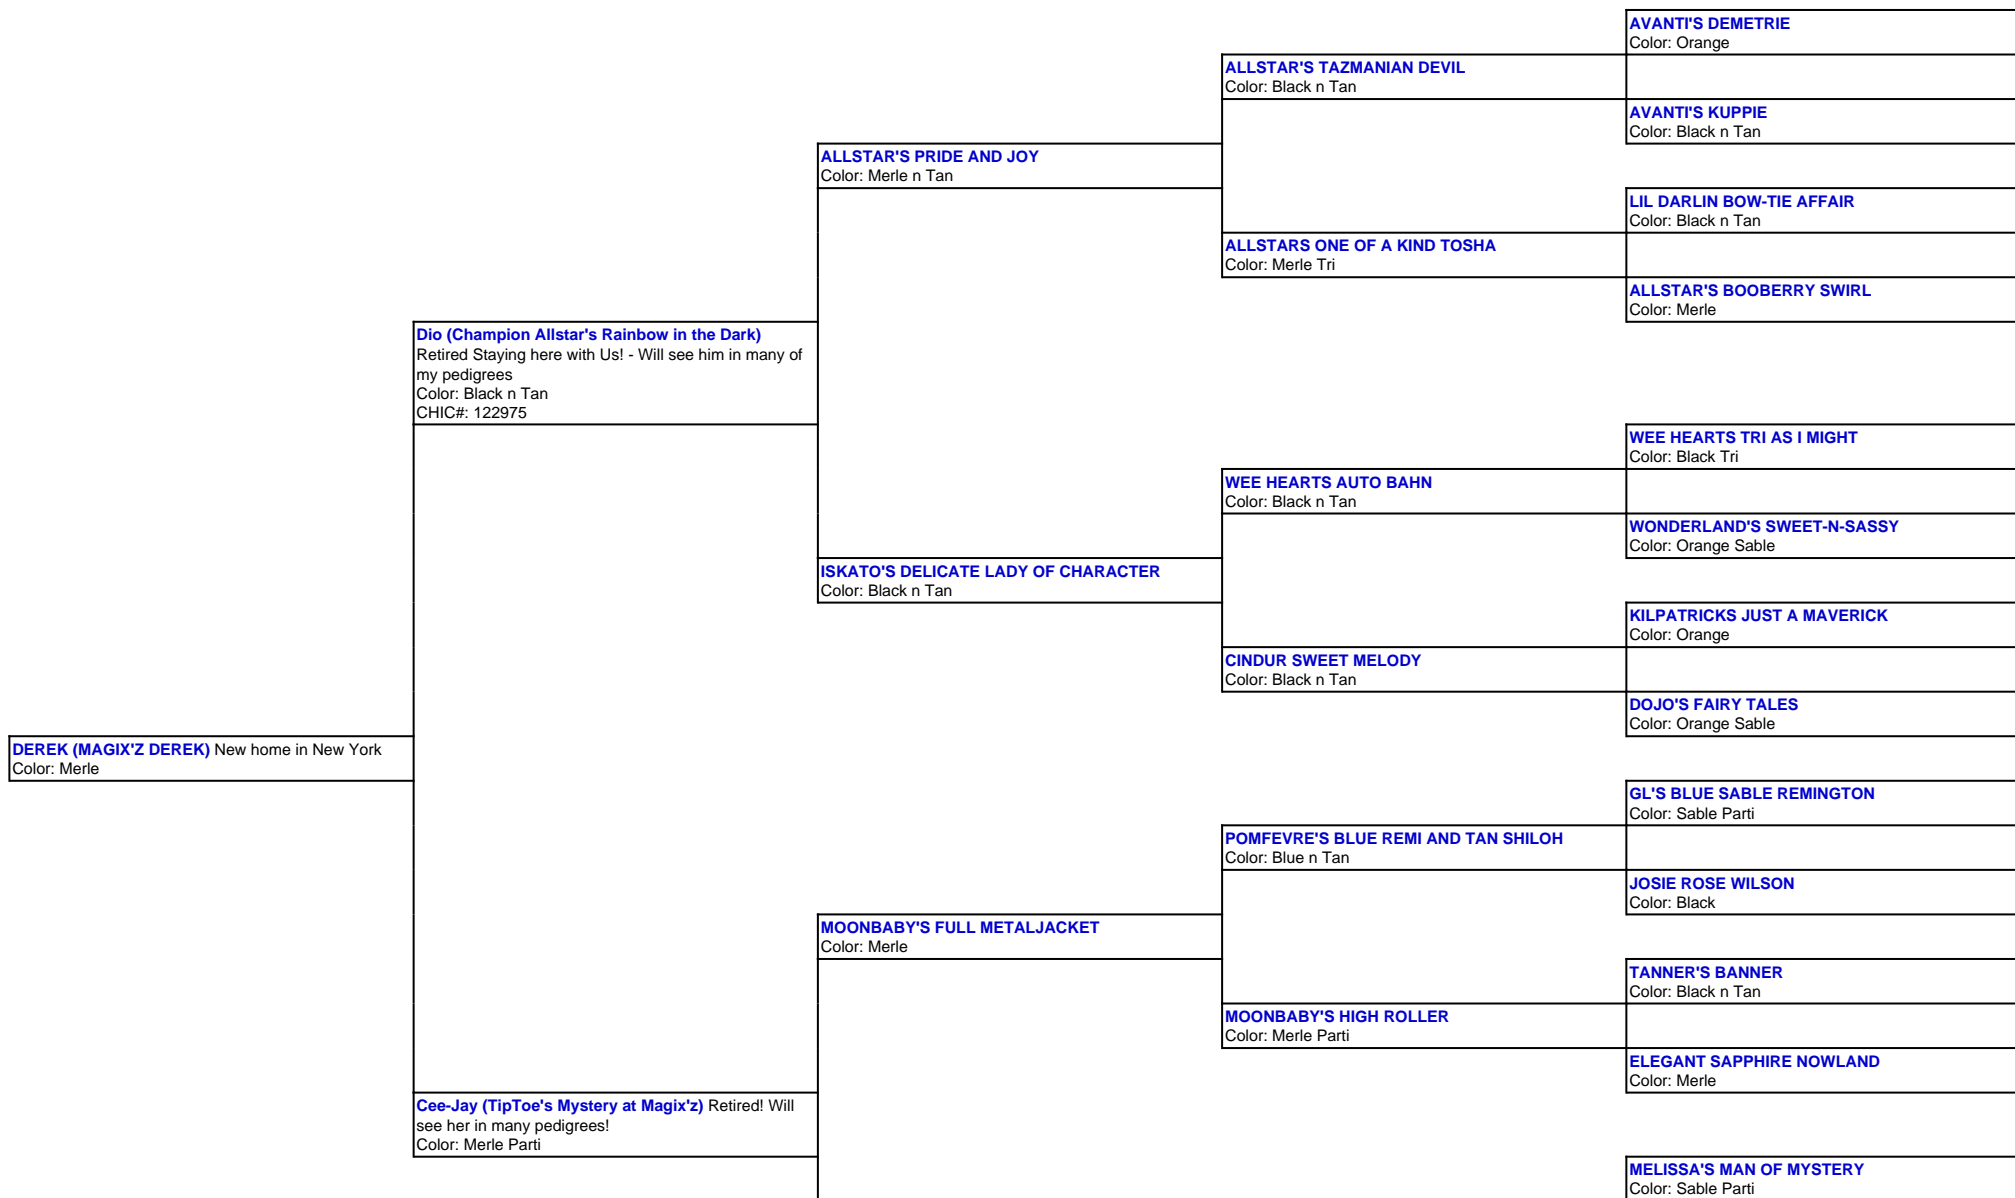 AVANTI'S DEMETRIE
Color: Orange
ALLSTAR'S TAZMANIAN DEVIL
Color: Black n Tan
AVANTI'S KUPPIE
Color: Black n Tan
ALLSTAR'S PRIDE AND JOY
Color: Merle n Tan
LIL DARLIN BOW-TIE AFFAIR
Color: Black n Tan
ALLSTARS ONE OF A KIND TOSHA
Color: Merle Tri
ALLSTAR'S BOOBERRY SWIRL
Color: Merle
Dio (Champion Allstar's Rainbow in the Dark)
Retired Staying here with Us! - Will see him in many of
my pedigrees
Color: Black n Tan
CHIC#: 122975
WEE HEARTS TRI AS I MIGHT
Color: Black Tri
WEE HEARTS AUTO BAHN
Color: Black n Tan
WONDERLAND'S SWEET-N-SASSY
Color: Orange Sable
ISKATO'S DELICATE LADY OF CHARACTER
Color: Black n Tan
KILPATRICKS JUST A MAVERICK
Color: Orange
CINDUR SWEET MELODY
Color: Black n Tan
DOJO'S FAIRY TALES
Color: Orange Sable
DEREK (MAGIX'Z DEREK) New home in New York
Color: Merle
GL'S BLUE SABLE REMINGTON
Color: Sable Parti
POMFEVRE'S BLUE REMI AND TAN SHILOH
Color: Blue n Tan
JOSIE ROSE WILSON
Color: Black
MOONBABY'S FULL METALJACKET
Color: Merle
TANNER'S BANNER
Color: Black n Tan
MOONBABY'S HIGH ROLLER
Color: Merle Parti
ELEGANT SAPPHIRE NOWLAND
Color: Merle
Cee-Jay (TipToe's Mystery at Magix'z) Retired! Will
see her in many pedigrees!
Color: Merle Parti
MELISSA'S MAN OF MYSTERY
Color: Sable Parti